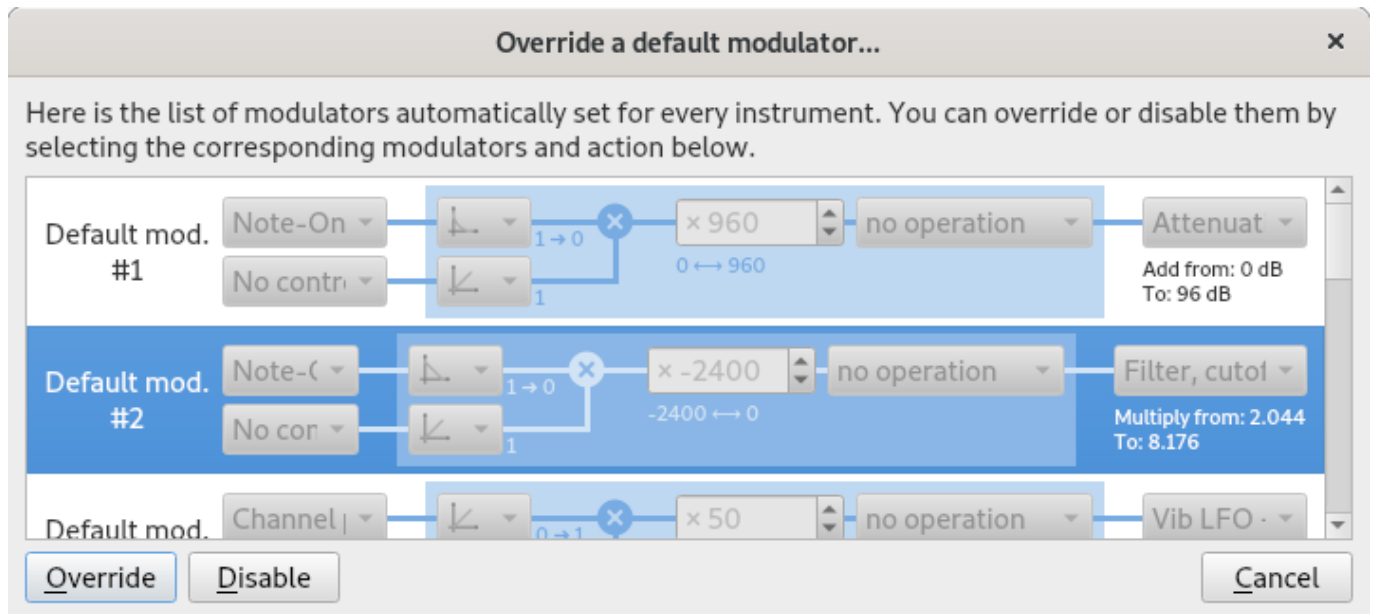 Override a default modulator...
×
Here is the list of modulators automatically set for every instrument. You can override or disable them by
selecting the corresponding modulators and action below.
Default mod.
#1
Note-On
1 → 0
× 960
no operation
Attenuat
No contr
1
0 ⟷ 960
Add from: 0 dB
To: 96 dB
Default mod.
#2
Note-(
1 → 0
× -2400
no operation
Filter, cutof
No con
1
-2400 ⟷ 0
Multiply from: 2.044
To: 8.176
Default mod.
Channel
0 → 1
× 50
no operation
Vib LFO -
Override
Disable
Cancel